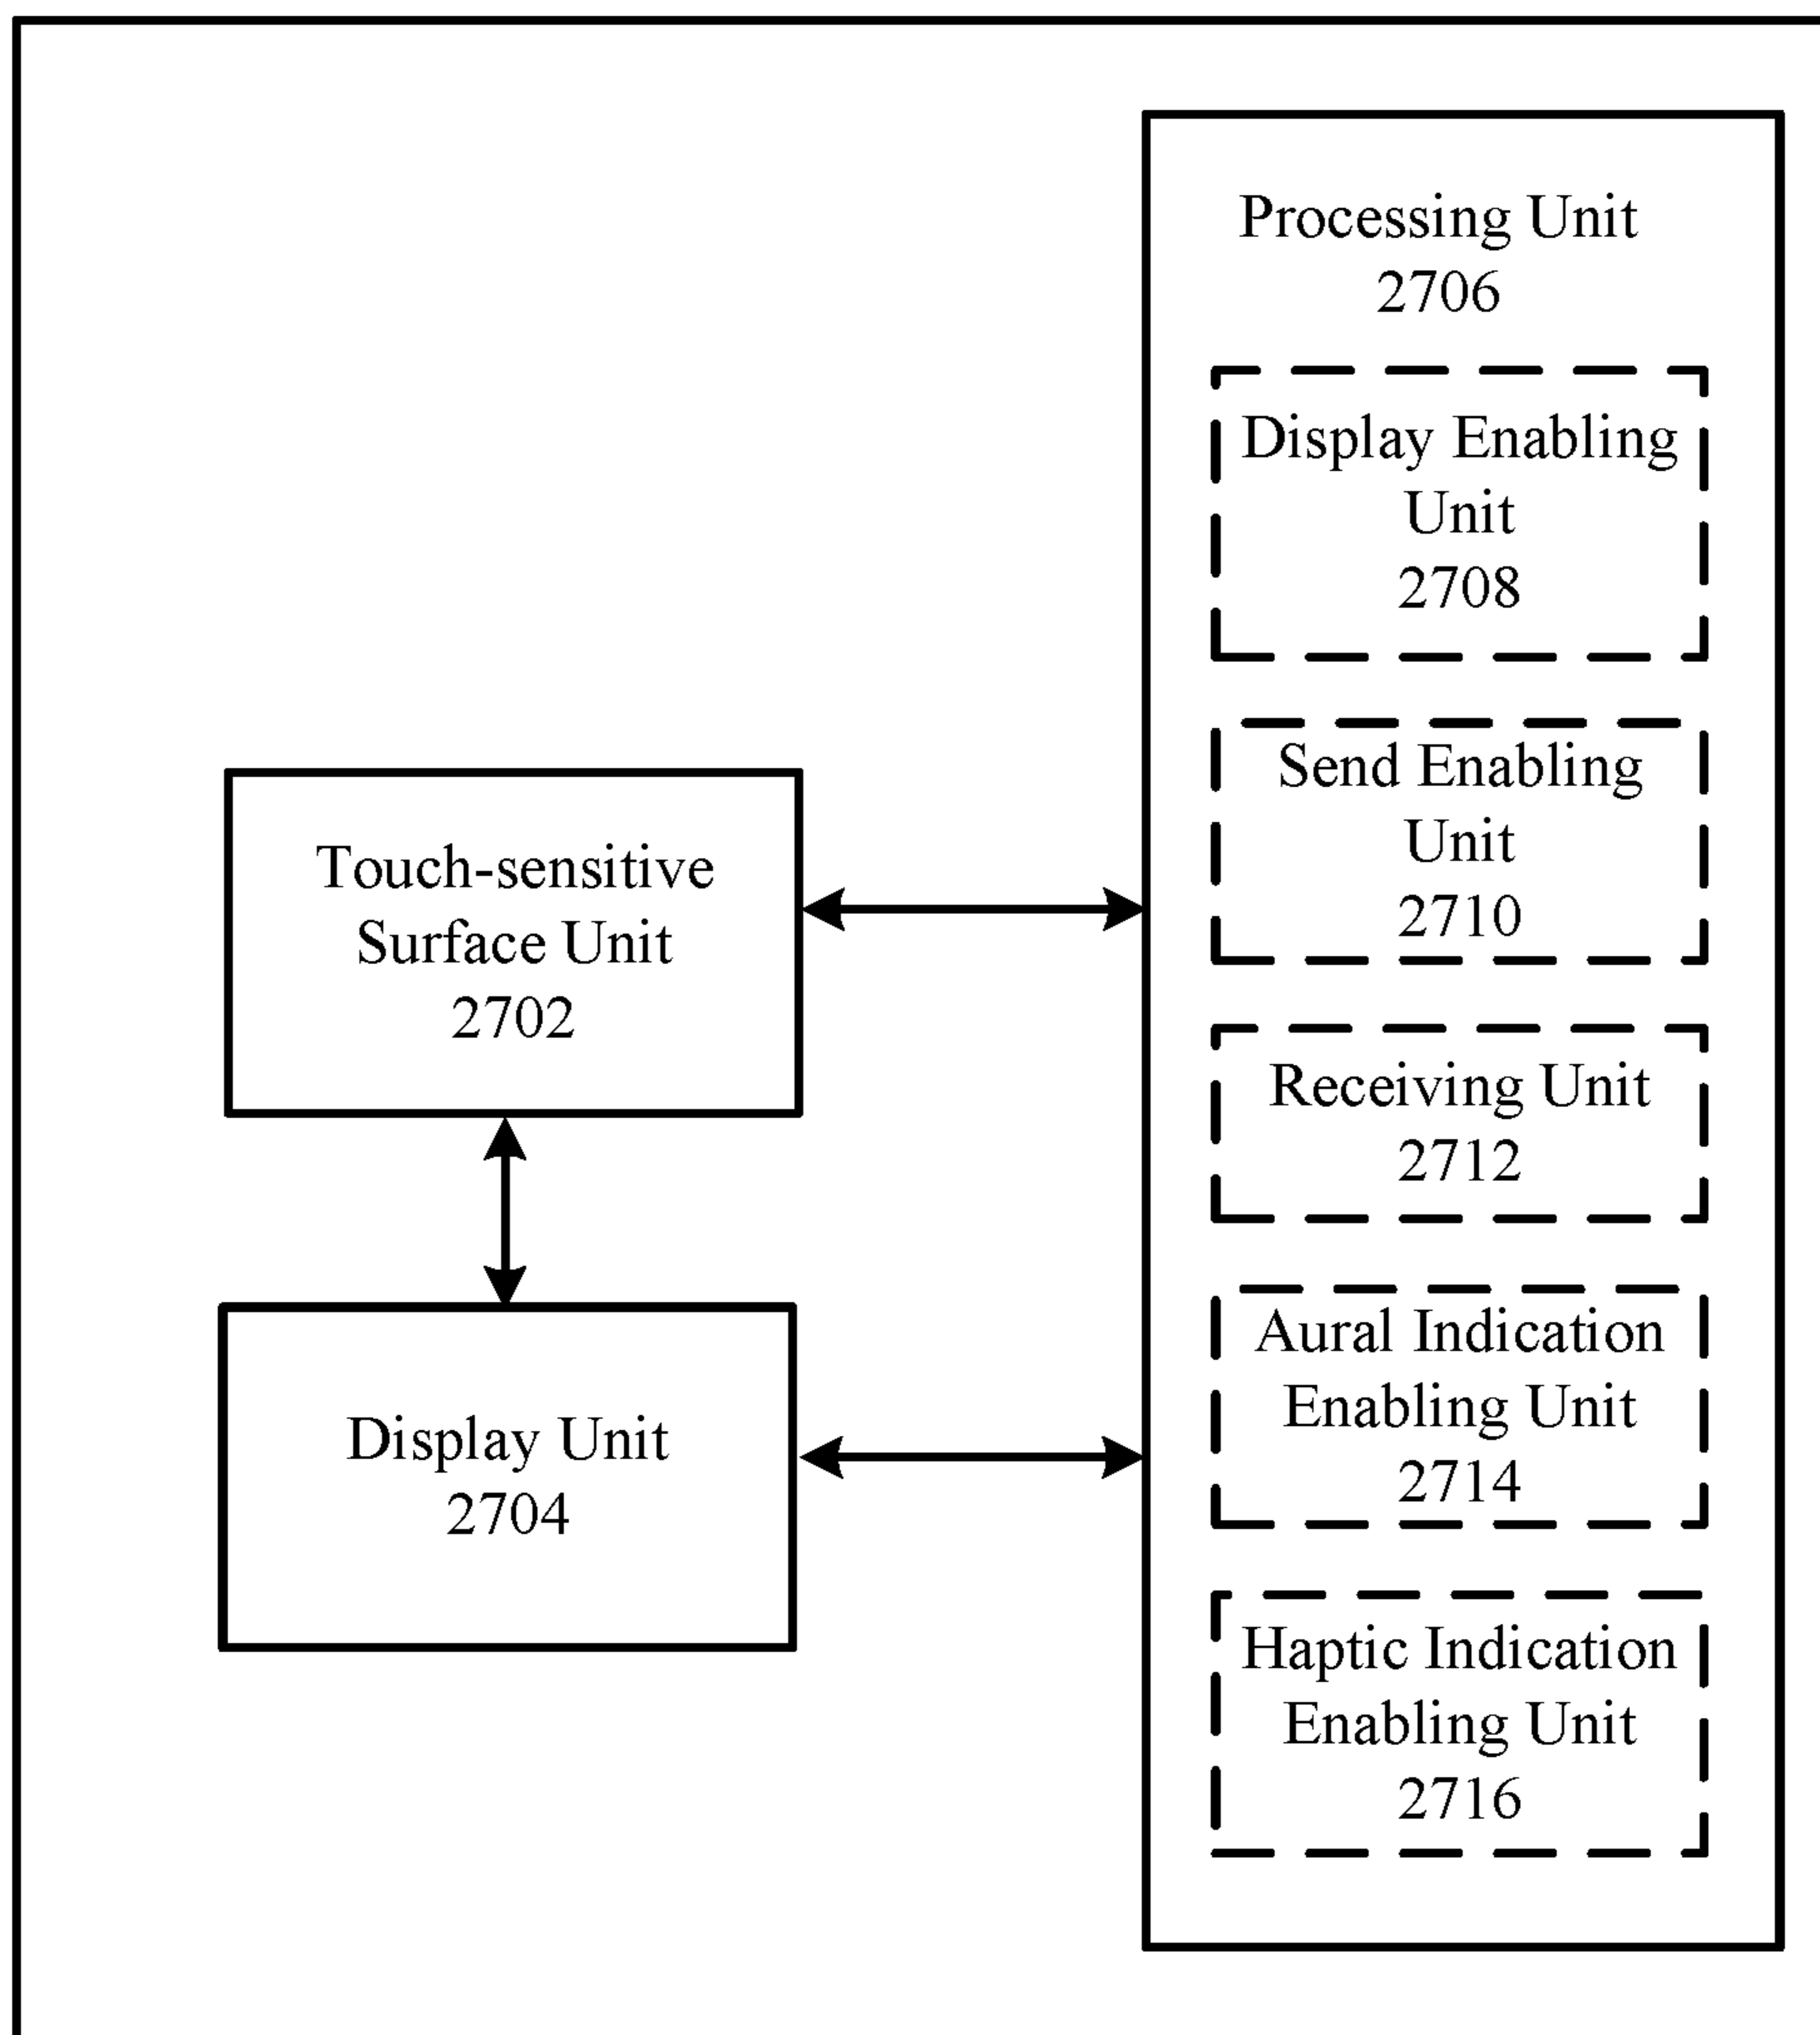 Processing Unit
2706
Display Enabling
Unit
2708
Send Enabling
Unit
2710
Receiving Unit
2712
Aural Indication
Enabling Unit
2714
Haptic Indication
Enabling Unit
2716
Touch-sensitive
Surface Unit
2702
Display Unit
2704